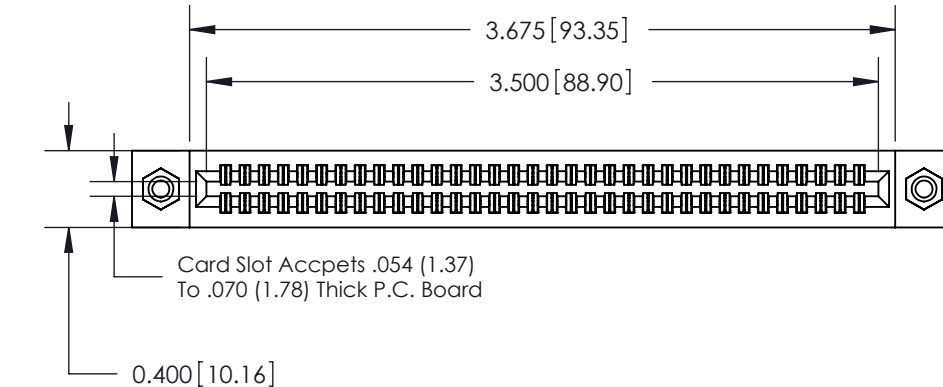 3.675 [93.35]
3.500 [88.90]
Card Slot Accpets .054 (1.37)
To .070 (1.78) Thick P.C. Board
0.400 [10.16]